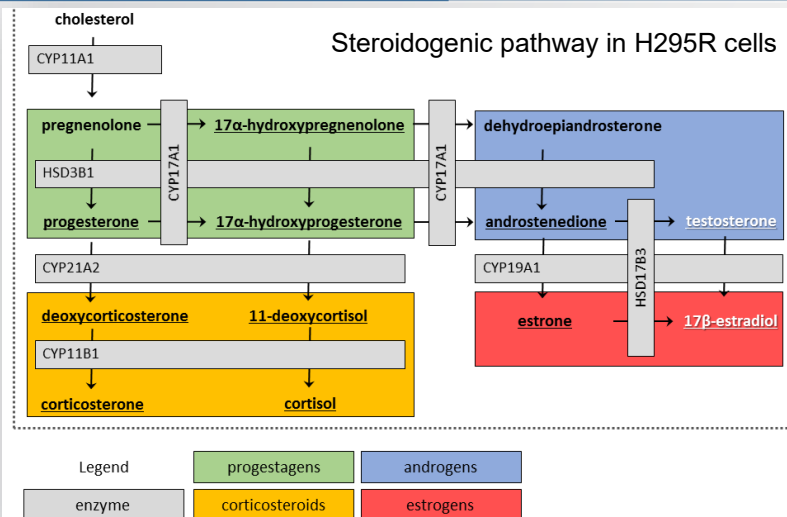 cholesterol
Steroidogenic pathway in H295R cells
CYP11A1
pregnenolone
17α-hydroxypregnenolone
dehydroepiandrosterone
CYP17A1
CYP17A1
HSD3B1
progesterone
17α-hydroxyprogesterone
androstenedione
testosterone
CYP21A2
CYP19A1
HSD17B3
deoxycorticosterone
11-deoxycortisol
estrone
17β-estradiol
CYP11B1
corticosterone
cortisol
Legend
progestagens
androgens
enzyme
corticosteroids
estrogens